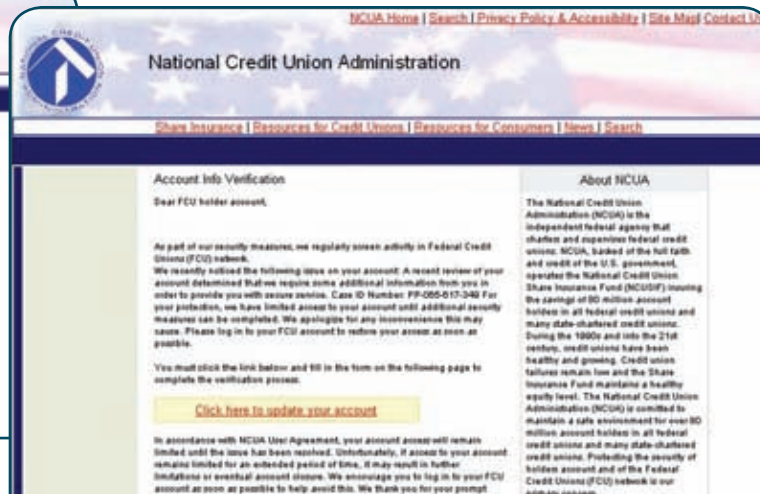 NCUA Home | Search | Privacy Policy & Accessibility | Site Map | Contact Us
National Credit Union Administration
Share Insurance | Resources for Credit Unions | Resources for Consumers | News | Search
Account Info Verification
Dear FCU holder account,
As part of our security measures, we regularly screen activity in Federal Credit
Unions (FCU) network.
We recently noticed the following issue on your account: A recent review of your
account determined that we require some additional information from you in
order to provide you with secure service. Case ID Number: PP-065-617-349 For
your protection, we have limited access to your account until additional security
measures can be completed. We apologize for any inconvenience this may
cause. Please log in to your FCU account to restore your access as soon as
possible.
You must click the link below and fill in the form on the following page to
complete the verification process.
Click here to update your account
In accordance with NCUA User Agreement, your account access will remain
limited until the issue has been resolved. Unfortunately, if access to your account
remains limited for an extended period of time, it may result in further
limitations or eventual account closure. We encourage you to log in to your FCU
account as soon as possible to help avoid this. We thank you for your prompt
About NCUA
The National Credit Union
Administration (NCUA) is the
independent federal agency that
charters and supervises federal credit
unions. NCUA, backed of the full faith
and credit of the U.S. government,
operates the National Credit Union
Share Insurance Fund (NCUSIF) insuring
the savings of 80 million account
holders in all federal credit unions and
many state-chartered credit unions.
During the 1990s and into the 21st
century, credit unions have been
healthy and growing. Credit union
failures remain low and the Share
Insurance Fund maintains a healthy
equity level. The National Credit Union
Administration (NCUA) is comitted to
maintain a safe environment for over 80
million account holders in all federal
credit unions and many state-chartered
credit unions. Protecting the security of
holders account and of the Federal
Credit Unions (FCU) network is our
primary concern